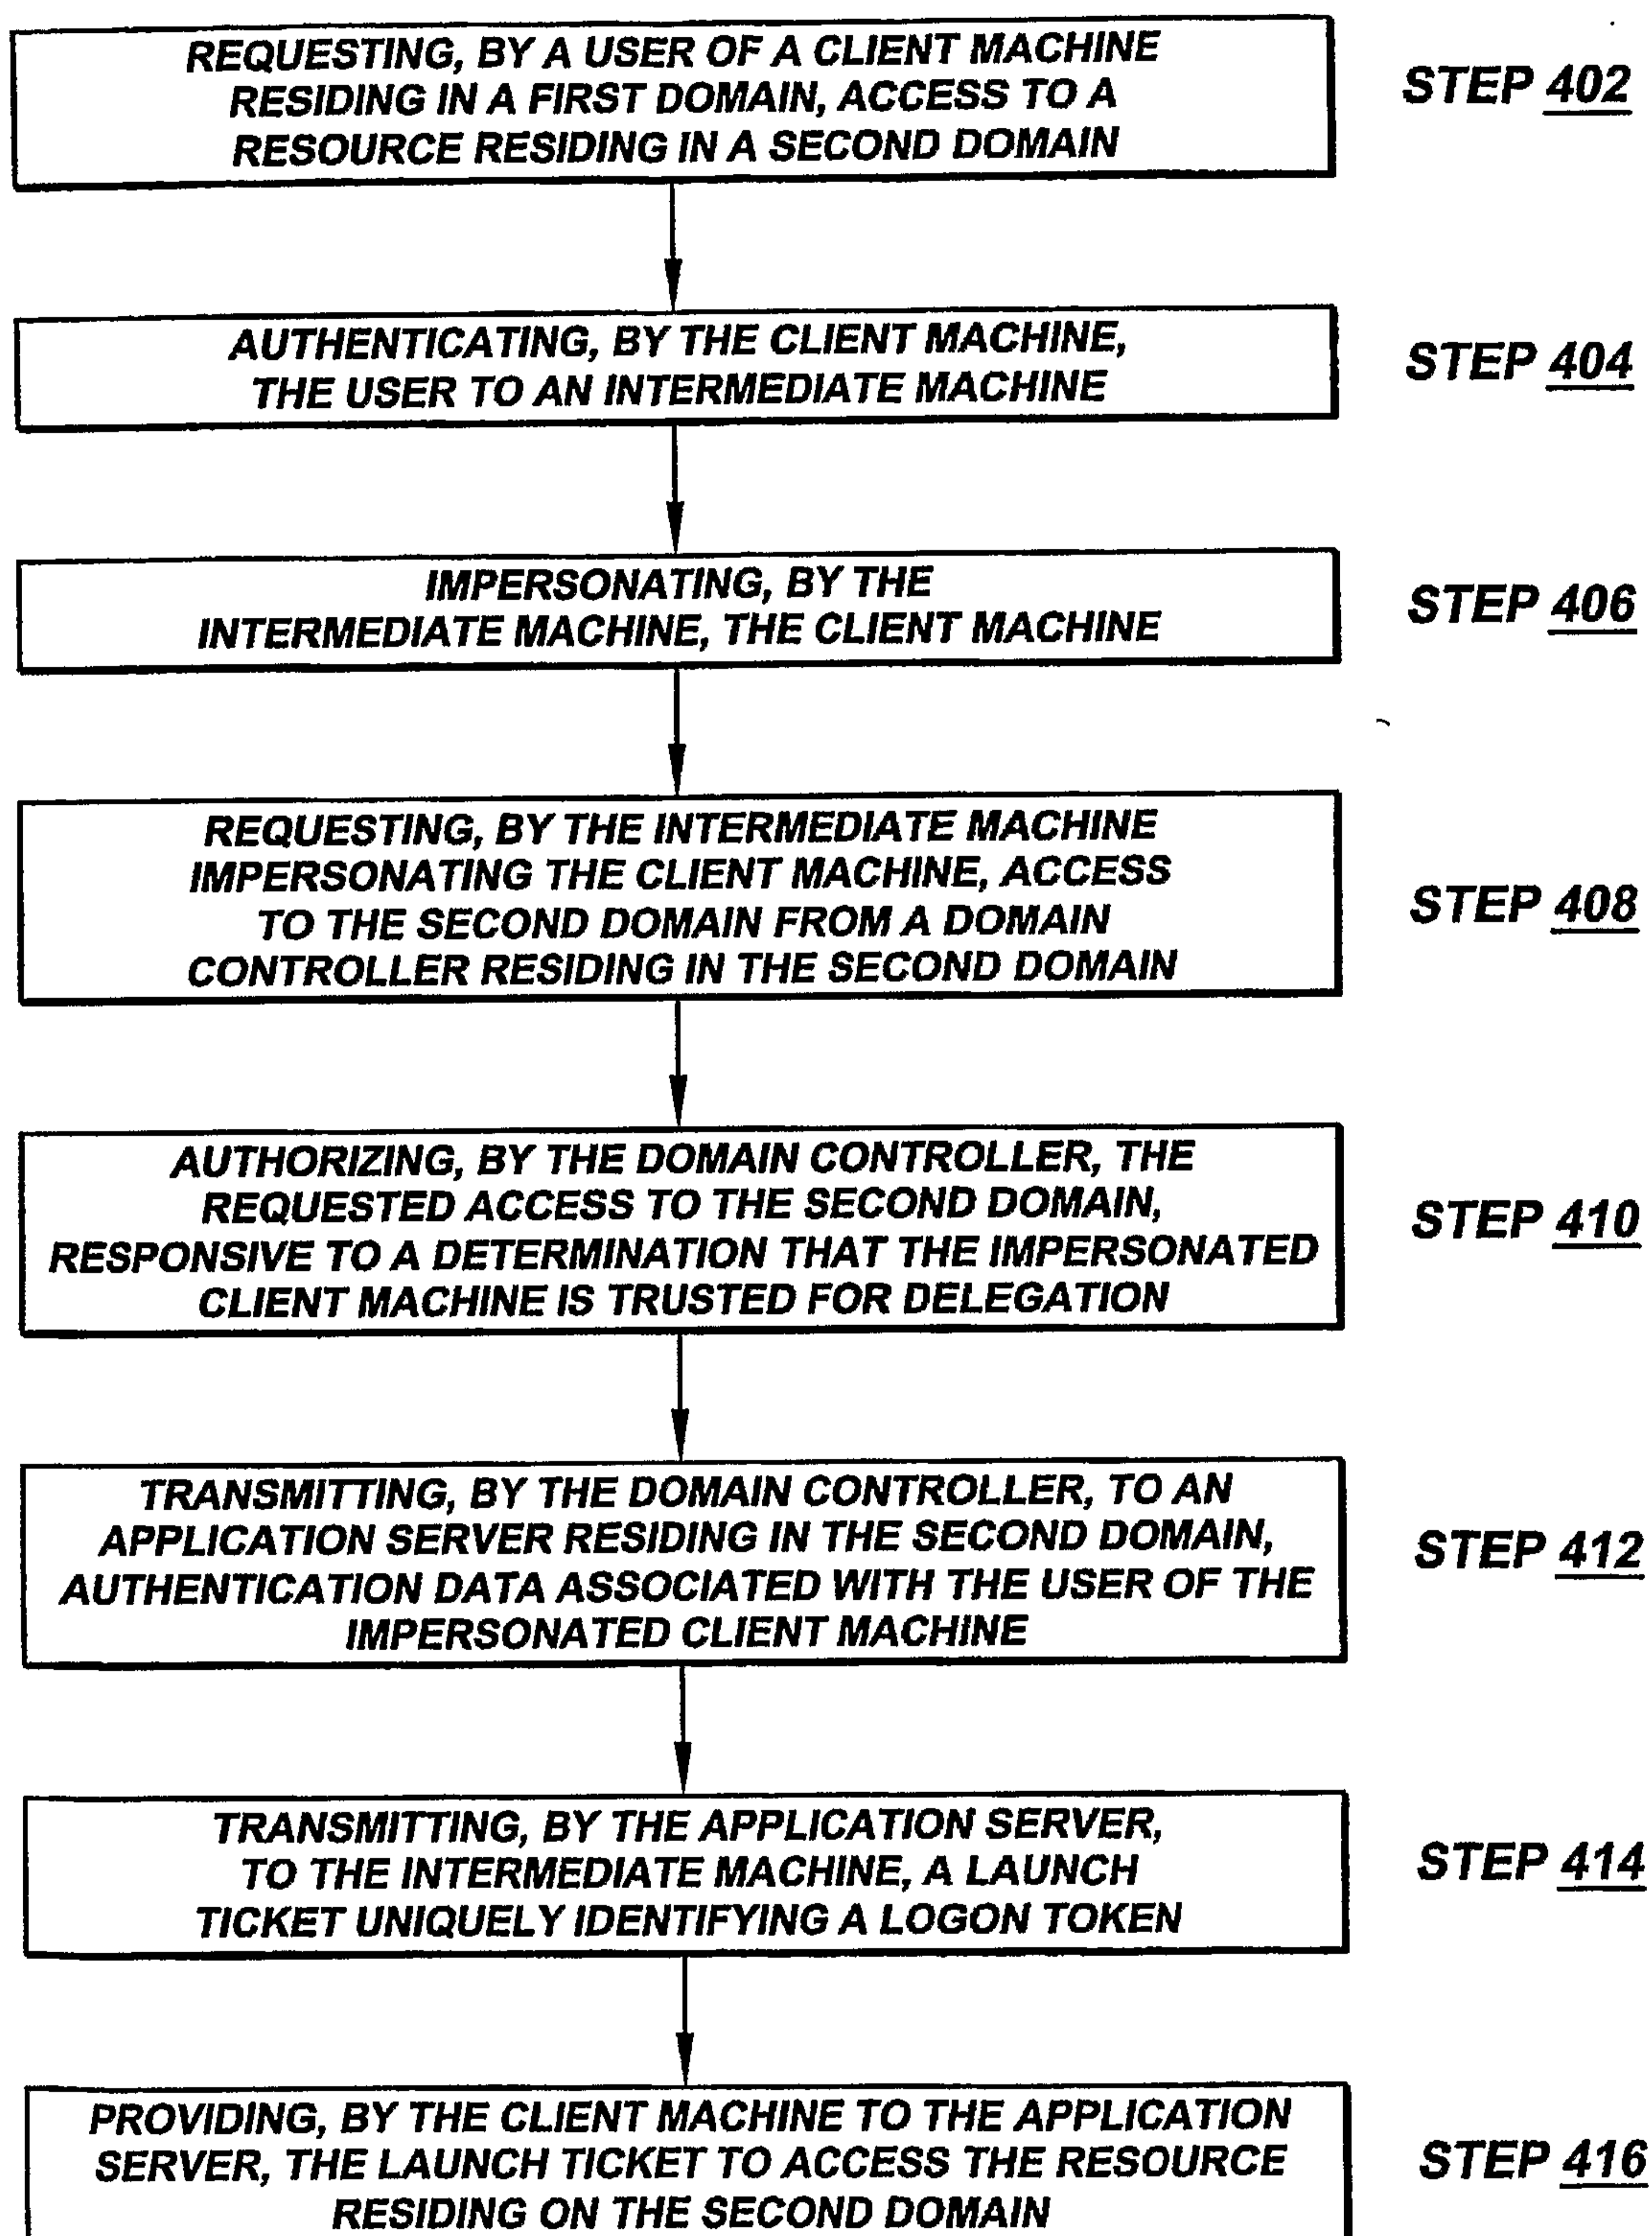 REQUESTING, BY A USER OF A CLIENT MACHINE
RESIDING IN A FIRST DOMAIN, ACCESS TO A
RESOURCE RESIDING IN A SECOND DOMAIN
STEP 402
AUTHENTICATING, BY THE CLIENT MACHINE,
THE USER TO AN INTERMEDIATE MACHINE
STEP 404
IMPERSONATING, BY THE
INTERMEDIATE MACHINE, THE CLIENT MACHINE
STEP 406
REQUESTING, BY THE INTERMEDIATE MACHINE
IMPERSONATING THE CLIENT MACHINE, ACCESS
TO THE SECOND DOMAIN FROM A DOMAIN
CONTROLLER RESIDING IN THE SECOND DOMAIN
STEP 408
AUTHORIZING, BY THE DOMAIN CONTROLLER, THE
REQUESTED ACCESS TO THE SECOND DOMAIN,
RESPONSIVE TO A DETERMINATION THAT THE IMPERSONATED
CLIENT MACHINE IS TRUSTED FOR DELEGATION
STEP 410
TRANSMITTING, BY THE DOMAIN CONTROLLER, TO AN
APPLICATION SERVER RESIDING IN THE SECOND DOMAIN,
AUTHENTICATION DATA ASSOCIATED WITH THE USER OF THE
IMPERSONATED CLIENT MACHINE
STEP 412
TRANSMITTING, BY THE APPLICATION SERVER,
TO THE INTERMEDIATE MACHINE, A LAUNCH
TICKET UNIQUELY IDENTIFYING A LOGON TOKEN
STEP 414
PROVIDING, BY THE CLIENT MACHINE TO THE APPLICATION
SERVER, THE LAUNCH TICKET TO ACCESS THE RESOURCE
RESIDING ON THE SECOND DOMAIN
STEP 416